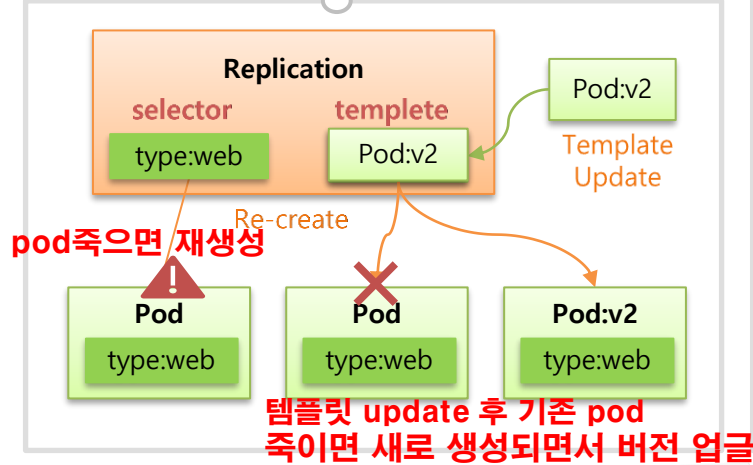 Replication
selector
templete
type:web
Pod:v2
Pod:v2
Template
Update
Re-create
pod죽으면 재생성
Pod
type:web
Pod
type:web
Pod:v2
type:web
템플릿 update 후 기존 pod
죽이면 새로 생성되면서 버전 업글